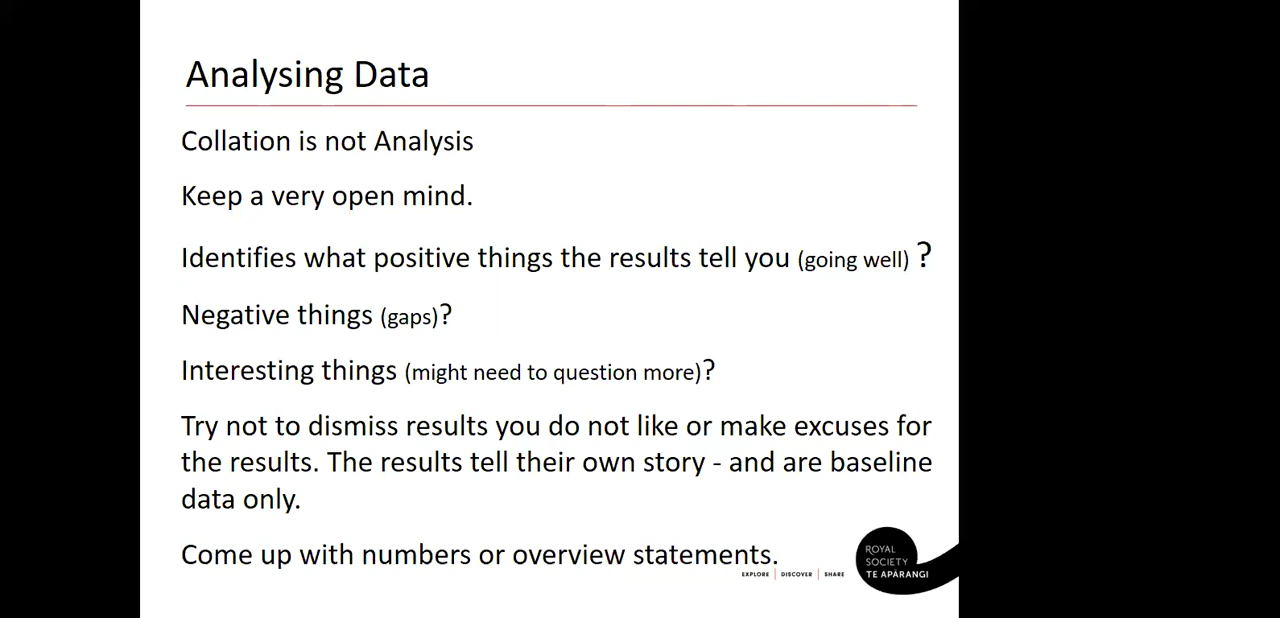 Analysing Data
Collation is not Analysis
Keep a very open mind.
Identifies what positive things the results tell you (going well) ?
Negative things (gaps)?
Interesting things (might need to question more)?
Try not to dismiss results you do not like or make excuses for
the results. The results tell their own story - and are baseline
data only.
Come up with numbers or overview statements.
EXPLORE | DISCOVER | SHARE
ROYAL
SOCIETY
TE APĀRANGI